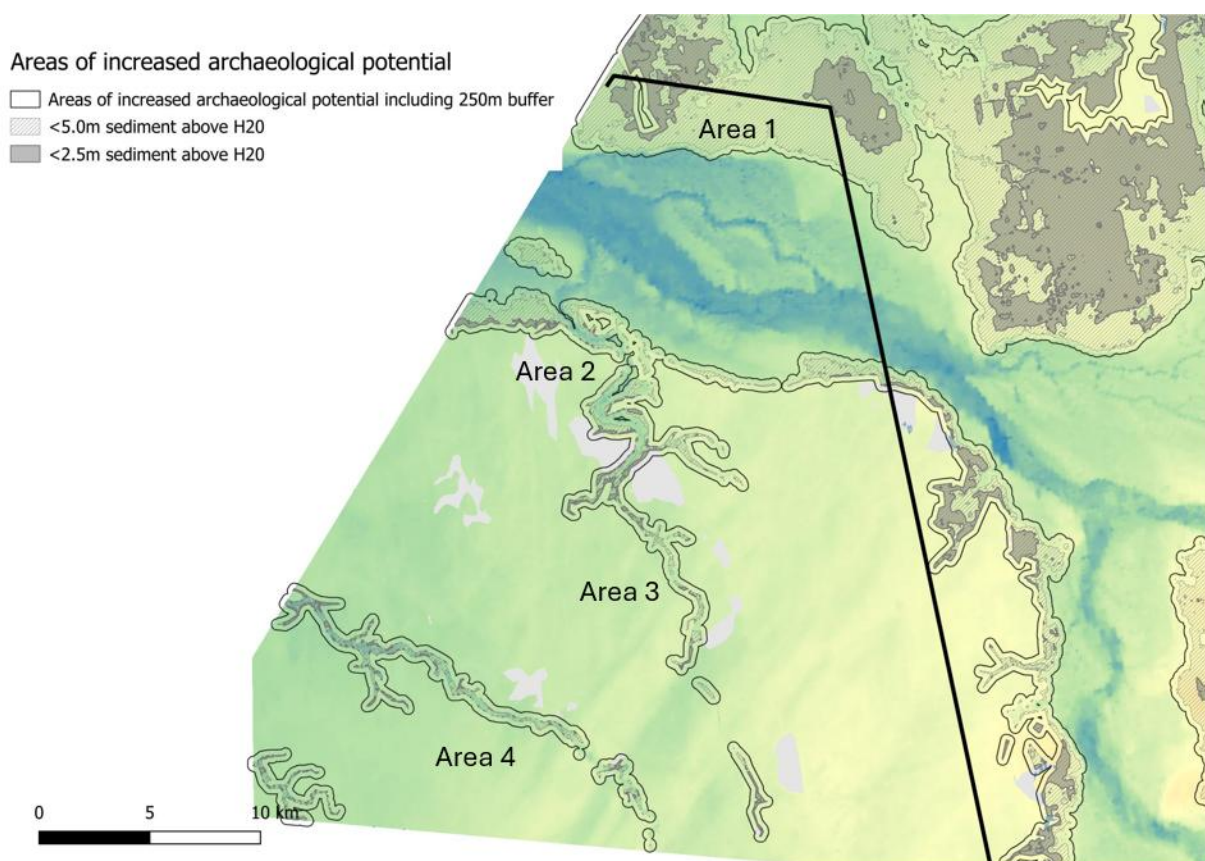 Areas of increased archaeological potential
Areas of increased archaeological potential including 250m buffer
<5.0m sediment above H20
<2.5m sediment above H20
Area 1
Area 2
Area 3
Area 4
0 5 10 km